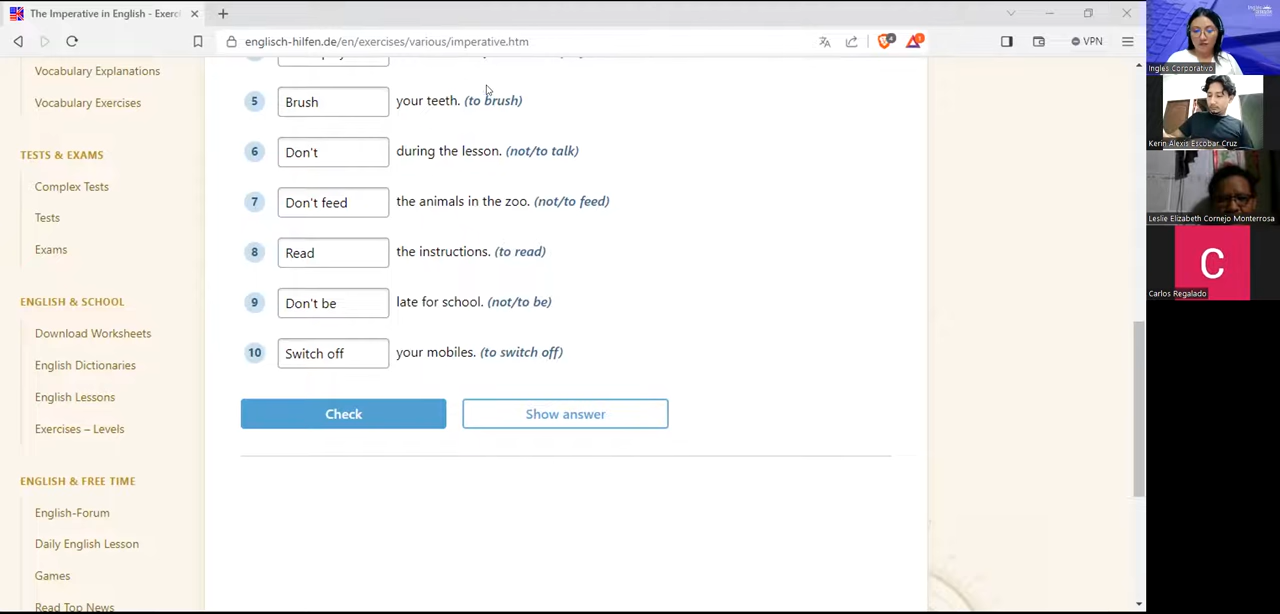 The Imperative in English - Exerci
englisch-hilfen.de/en/exercises/various/imperative.htm
4
1
VPN
Vocabulary Explanations
Vocabulary Exercises
TESTS & EXAMS
Complex Tests
Tests
Exams
ENGLISH & SCHOOL
Download Worksheets
English Dictionaries
English Lessons
Exercises – Levels
ENGLISH & FREE TIME
English-Forum
Daily English Lesson
Games
Read Top News
5 Brush your teeth. (to brush)
6 Don't during the lesson. (not/to talk)
7 Don't feed the animals in the zoo. (not/to feed)
8 Read the instructions. (to read)
9 Don't be late for school. (not/to be)
10 Switch off your mobiles. (to switch off)
Check
Show answer
Ingles Corporativo
Kerin Alexis Escobar Cruz
Leslie Elizabeth Cornejo Monterrosa
C
Carlos Regalado